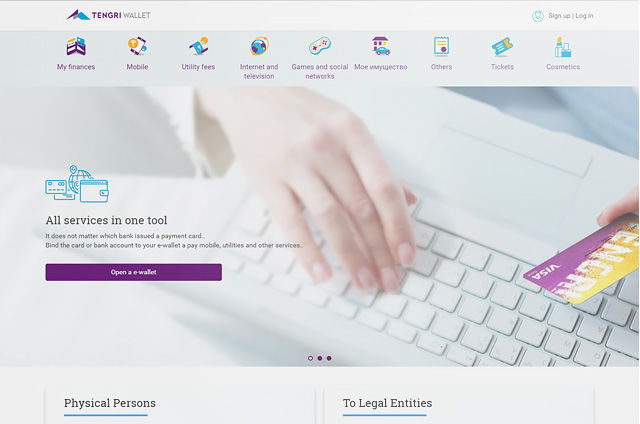 TENGRI WALLET
Sign up | Log in
My finances
Mobile
Utility fees
Internet and
television
Games and social
networks
Мое имущество
Others
Tickets
Cosmetics
All services in one tool
It does not matter which bank issued a payment card..
Bind the card or bank account to your e-wallet a pay mobile, utilities and other services..
Open a e-wallet
VISA
Physical Persons
To Legal Entities